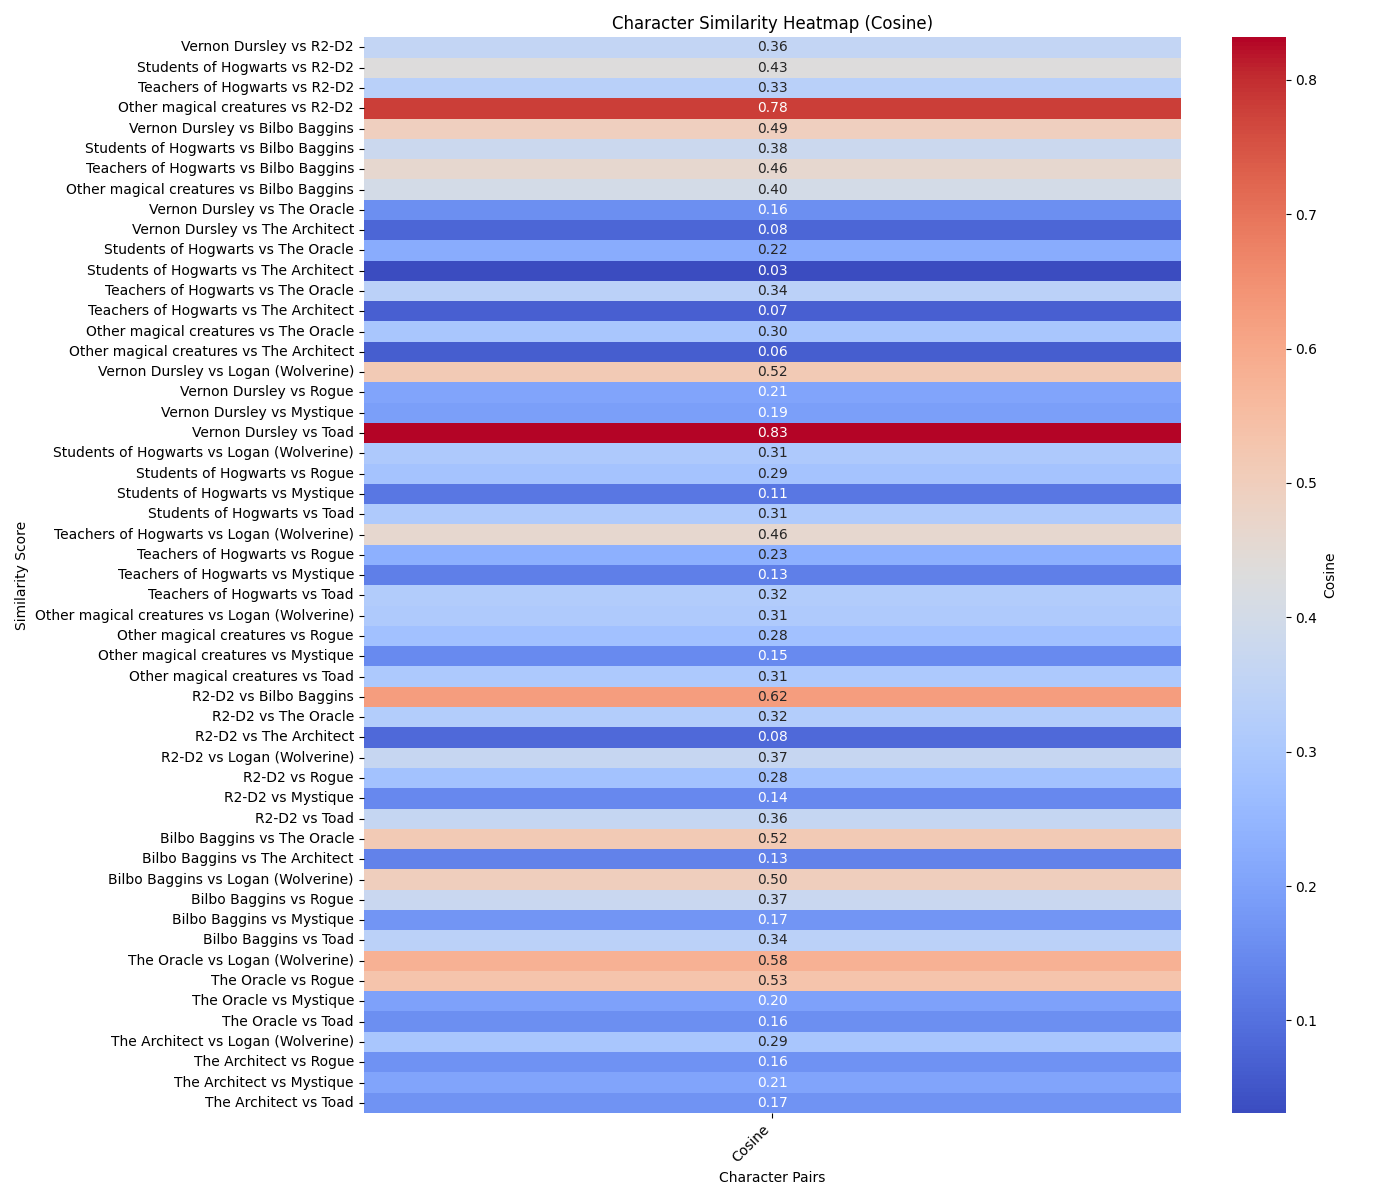 Character Similarity Heatmap (Cosine)
Vernon Dursley vs R2-D2 0.36
Students of Hogwarts vs R2-D2 0.43
Teachers of Hogwarts vs R2-D2 0.33
Other magical creatures vs R2-D2 0.78
Vernon Dursley vs Bilbo Baggins 0.49
Students of Hogwarts vs Bilbo Baggins 0.38
Teachers of Hogwarts vs Bilbo Baggins 0.46
Other magical creatures vs Bilbo Baggins 0.40
Vernon Dursley vs The Oracle 0.16
Vernon Dursley vs The Architect 0.08
Students of Hogwarts vs The Oracle 0.22
Students of Hogwarts vs The Architect 0.03
Teachers of Hogwarts vs The Oracle 0.34
Teachers of Hogwarts vs The Architect 0.07
Other magical creatures vs The Oracle 0.30
Other magical creatures vs The Architect 0.06
Vernon Dursley vs Logan (Wolverine) 0.52
Vernon Dursley vs Rogue 0.21
Vernon Dursley vs Mystique 0.19
Vernon Dursley vs Toad 0.83
Students of Hogwarts vs Logan (Wolverine) 0.31
Students of Hogwarts vs Rogue 0.29
Students of Hogwarts vs Mystique 0.11
Students of Hogwarts vs Toad 0.31
Teachers of Hogwarts vs Logan (Wolverine) 0.46
Teachers of Hogwarts vs Rogue 0.23
Teachers of Hogwarts vs Mystique 0.13
Teachers of Hogwarts vs Toad 0.32
Other magical creatures vs Logan (Wolverine) 0.31
Other magical creatures vs Rogue 0.28
Other magical creatures vs Mystique 0.15
Other magical creatures vs Toad 0.31
R2-D2 vs Bilbo Baggins 0.62
R2-D2 vs The Oracle 0.32
R2-D2 vs The Architect 0.08
R2-D2 vs Logan (Wolverine) 0.37
R2-D2 vs Rogue 0.28
R2-D2 vs Mystique 0.14
R2-D2 vs Toad 0.36
Bilbo Baggins vs The Oracle 0.52
Bilbo Baggins vs The Architect 0.13
Bilbo Baggins vs Logan (Wolverine) 0.50
Bilbo Baggins vs Rogue 0.37
Bilbo Baggins vs Mystique 0.17
Bilbo Baggins vs Toad 0.34
The Oracle vs Logan (Wolverine) 0.58
The Oracle vs Rogue 0.53
The Oracle vs Mystique 0.20
The Oracle vs Toad 0.16
The Architect vs Logan (Wolverine) 0.29
The Architect vs Rogue 0.16
The Architect vs Mystique 0.21
The Architect vs Toad 0.17
Similarity Score
Cosine
Character Pairs
0.8
0.7
0.6
0.5
0.4
0.3
0.2
0.1
Cosine